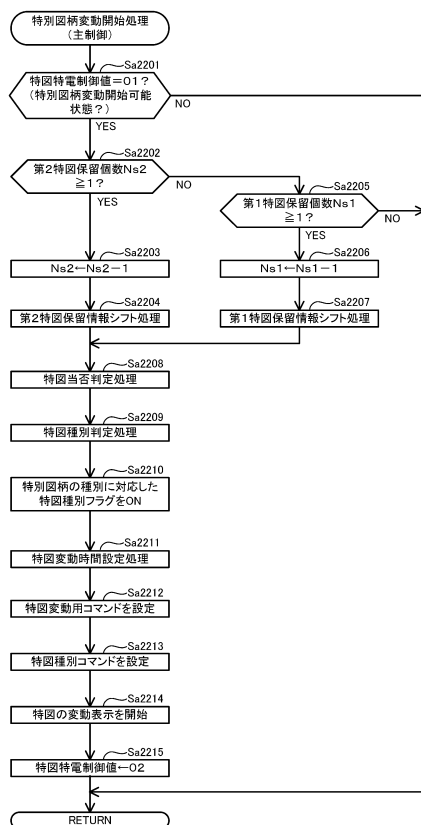 特別図柄変動開始処理
(主制御)
Sa2201
特図特電制御値=01?
(特別図柄変動開始可能
状態?)
NO
YES
Sa2202
第2特図保留個数Ns2
≧1?
NO
YES
Sa2205
第1特図保留個数Ns1
≧1?
NO
YES
Sa2203
Ns2←Ns2-1
Sa2206
Ns1←Ns1-1
Sa2204
第2特図保留情報シフト処理
Sa2207
第1特図保留情報シフト処理
Sa2208
特図当否判定処理
Sa2209
特図種別判定処理
Sa2210
特別図柄の種別に対応した
特図種別フラグをON
Sa2211
特図変動時間設定処理
Sa2212
特図変動用コマンドを設定
Sa2213
特図種別コマンドを設定
Sa2214
特図の変動表示を開始
Sa2215
特図特電制御値←02
RETURN